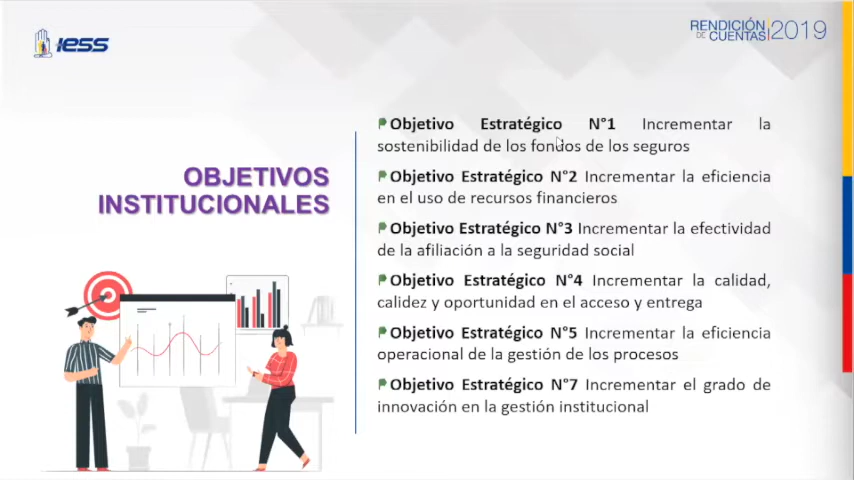 IESS
RENDICIÓN
DE CUENTAS 2019
OBJETIVOS
INSTITUCIONALES
Objetivo Estratégico N°1 Incrementar la
sostenibilidad de los fondos de los seguros
Objetivo Estratégico N°2 Incrementar la eficiencia
en el uso de recursos financieros
Objetivo Estratégico N°3 Incrementar la efectividad
de la afiliación a la seguridad social
Objetivo Estratégico N°4 Incrementar la calidad,
calidez y oportunidad en el acceso y entrega
Objetivo Estratégico N°5 Incrementar la eficiencia
operacional de la gestión de los procesos
Objetivo Estratégico N°7 Incrementar el grado de
innovación en la gestión institucional